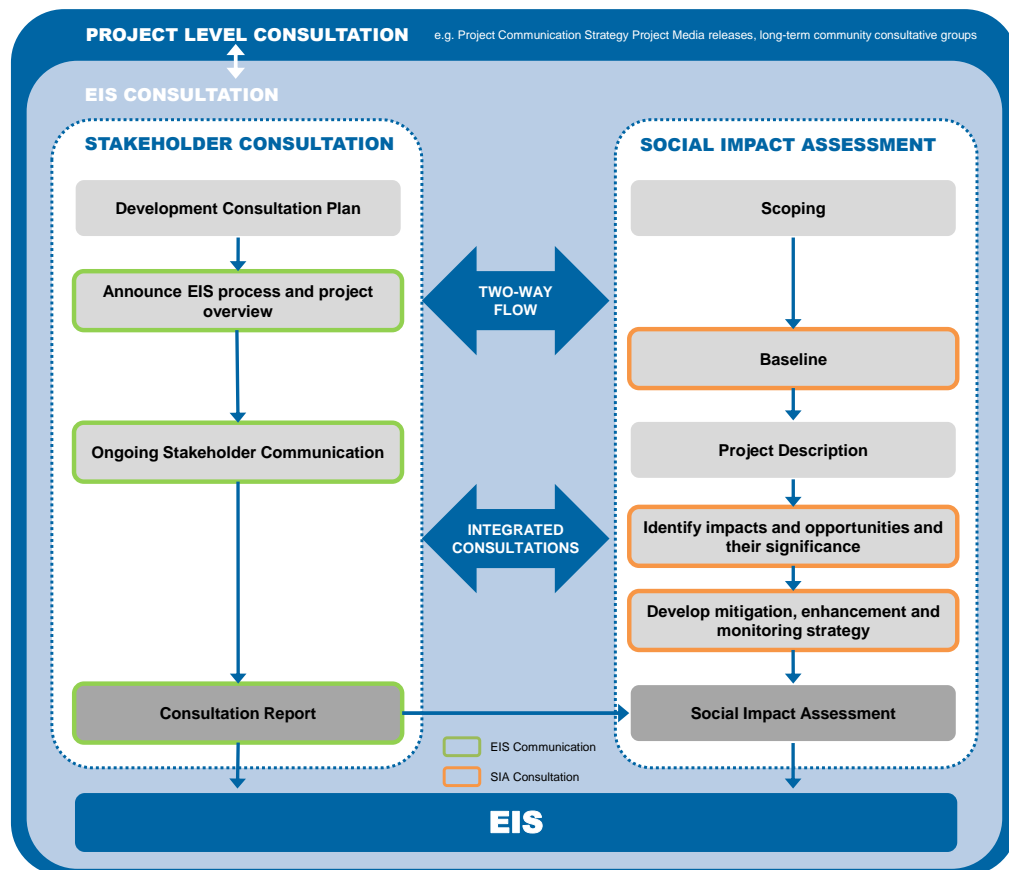 PROJECT LEVEL CONSULTATION
e.g. Project Communication Strategy Project Media releases, long-term community consultative groups
EIS CONSULTATION
STAKEHOLDER CONSULTATION
Development Consultation Plan
Announce EIS process and project
overview
Ongoing Stakeholder Communication
Consultation Report
TWO-WAY
FLOW
INTEGRATED
CONSULTATIONS
SOCIAL IMPACT ASSESSMENT
Scoping
Baseline
Project Description
Identify impacts and opportunities and
their significance
Develop mitigation, enhancement and
monitoring strategy
Social Impact Assessment
EIS Communication
SIA Consultation
EIS